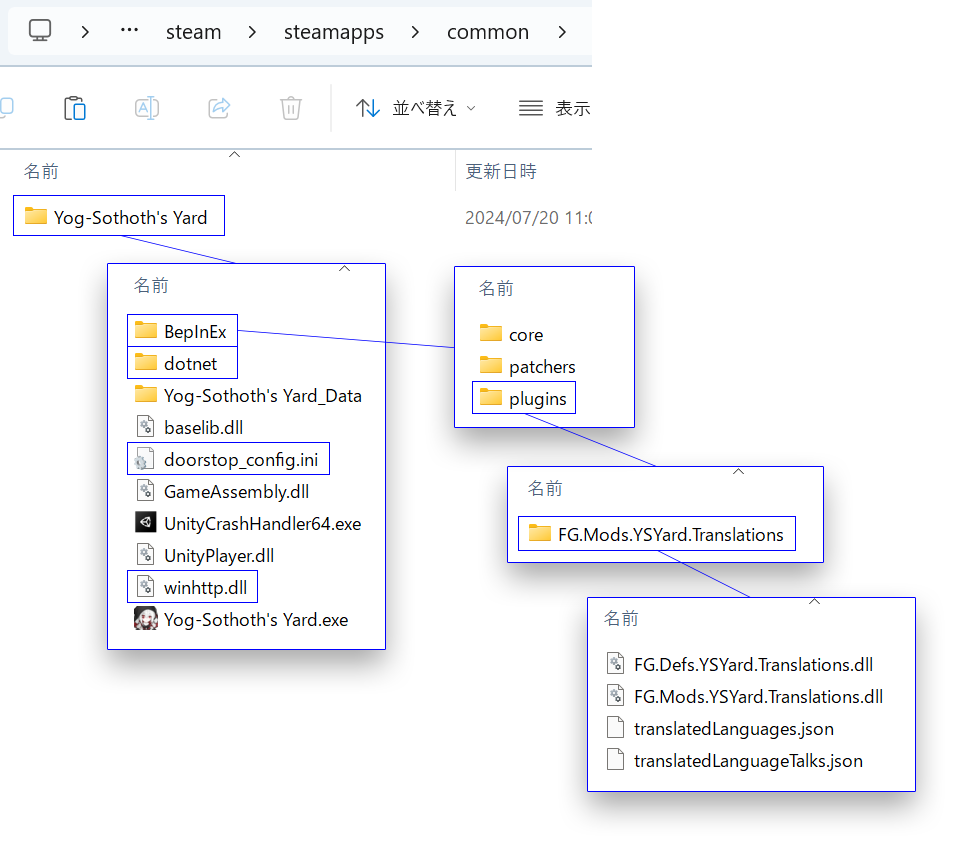 steam
steamapps
common
並べ替え
表示
名前
更新日時
Yog-Sothoth's Yard
2024/07/20 11:0
名前
BepInEx
dotnet
Yog-Sothoth's Yard_Data
baselib.dll
doorstop_config.ini
GameAssembly.dll
UnityCrashHandler64.exe
UnityPlayer.dll
winhttp.dll
Yog-Sothoth's Yard.exe
名前
core
patchers
plugins
名前
FG.Mods.YSYard.Translations
名前
FG.Defs.YSYard.Translations.dll
FG.Mods.YSYard.Translations.dll
translatedLanguages.json
translatedLanguageTalks.json